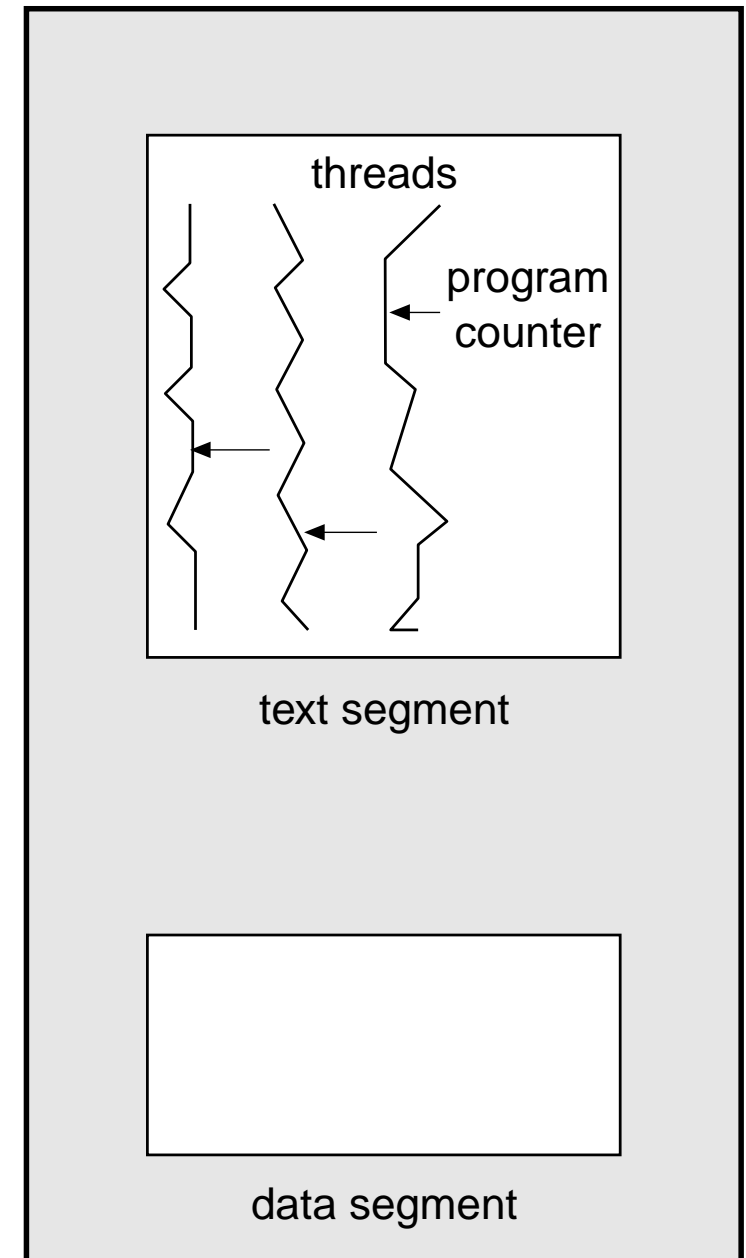 threads
program
counter
text segment
data segment